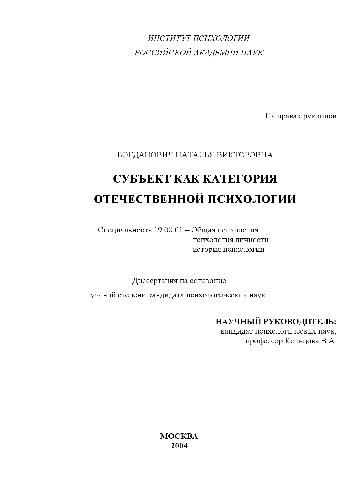 ИНСТИТУТ ПСИХОЛОГИИ
РОССИЙСКОЙ АКАДЕМИИ НАУК
На правах рукописи
БОГДАНОВИЧ НАТАЛЬЯ ВИКТОРОВНА
СУБЪЕКТ КАК КАТЕГОРИЯ
ОТЕЧЕСТВЕННОЙ ПСИХОЛОГИИ
Специальность 19.00.01 – Общая психология
психология личности
история психологии
Диссертация на соискание
ученой степени кандидата психологических наук
НАУЧНЫЙ РУКОВОДИТЕЛЬ:
кандидат психологических наук,
профессор Кольцова В.А.
МОСКВА
2004